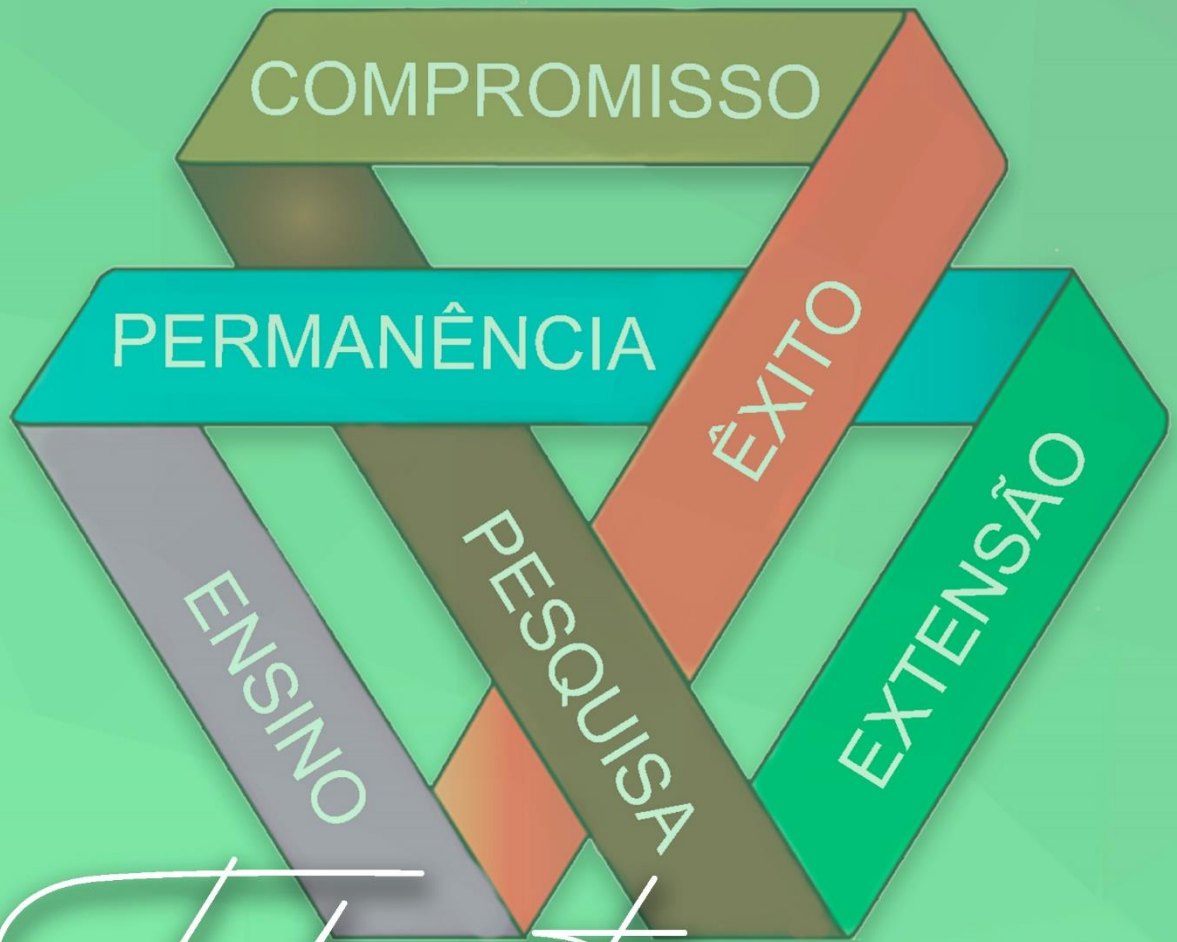 COMPROMISSO
PERMANÊNCIA
ÊXITO
ENSINO
PESQUISA
EXTENSÃO